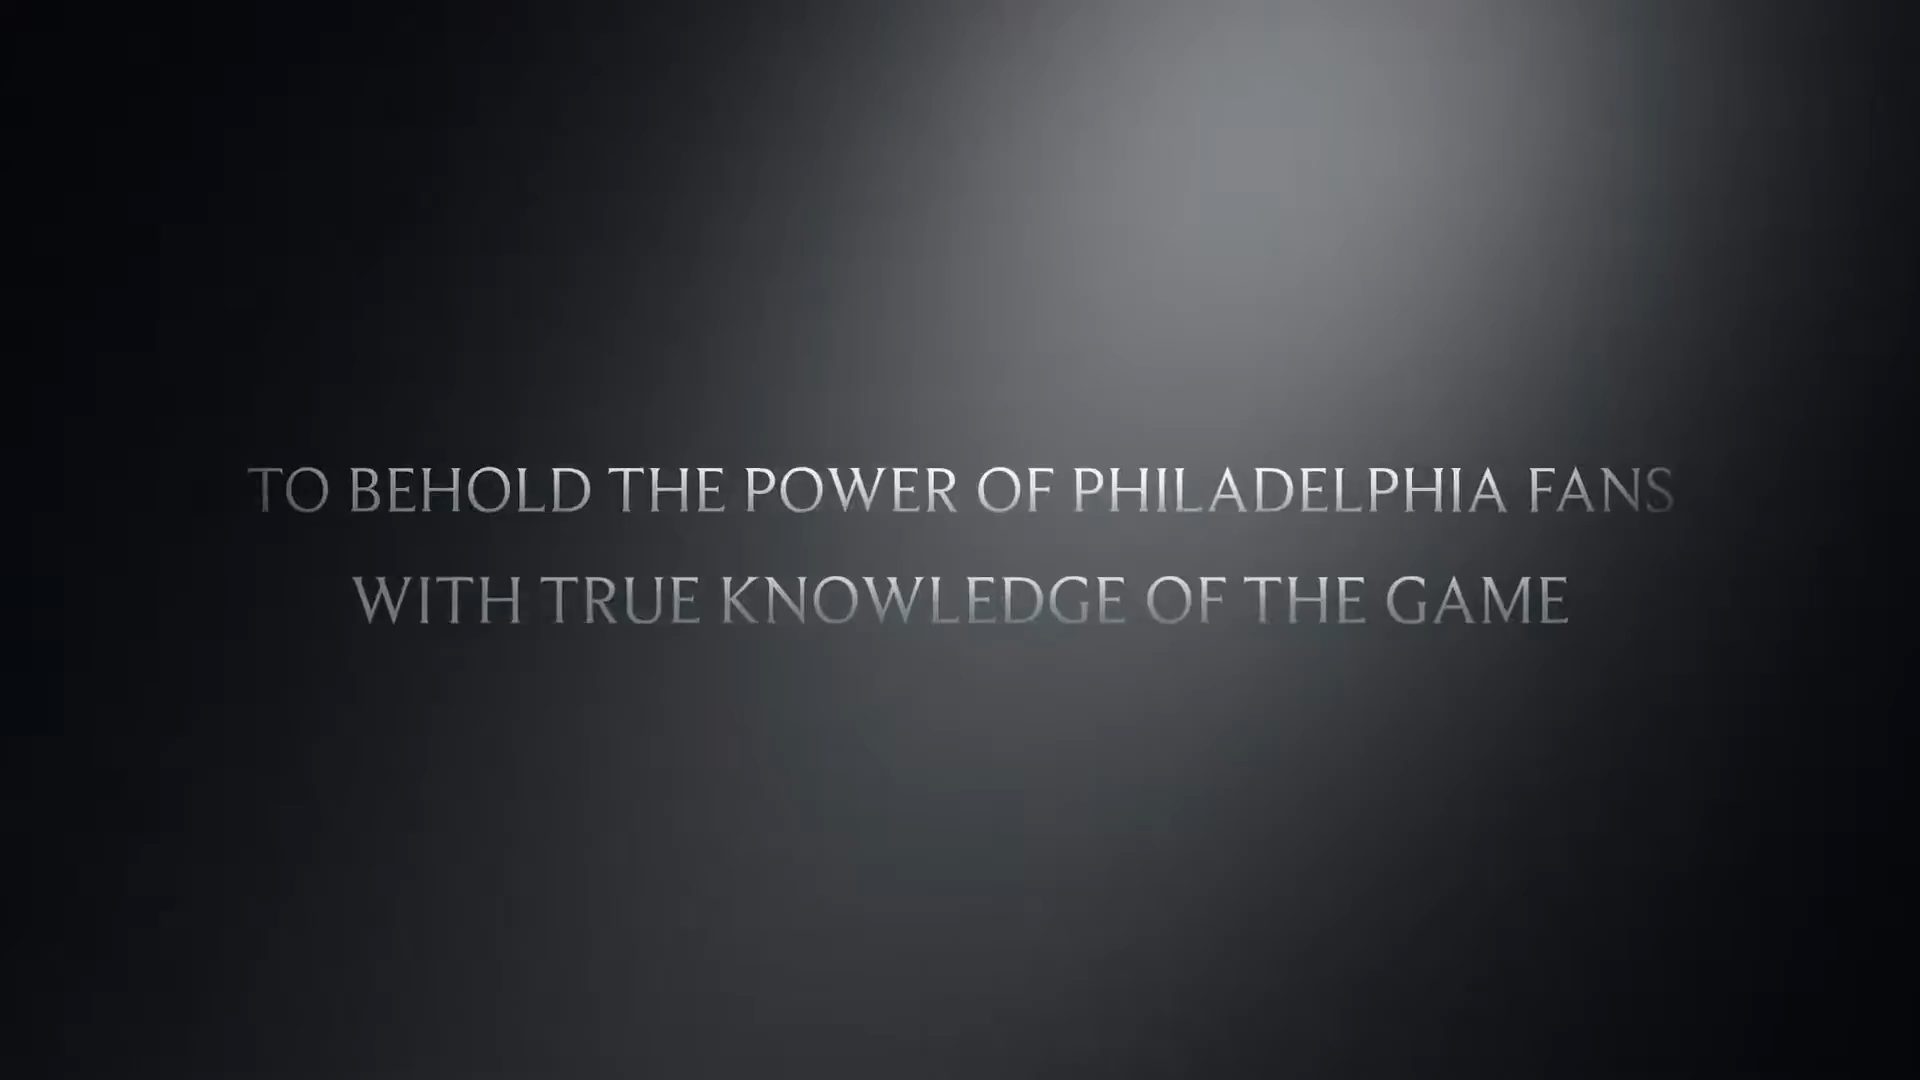 TO BEHOLD THE POWER OF PHILADELPHIA FANS
WITH TRUE KNOWLEDGE OF THE GAME